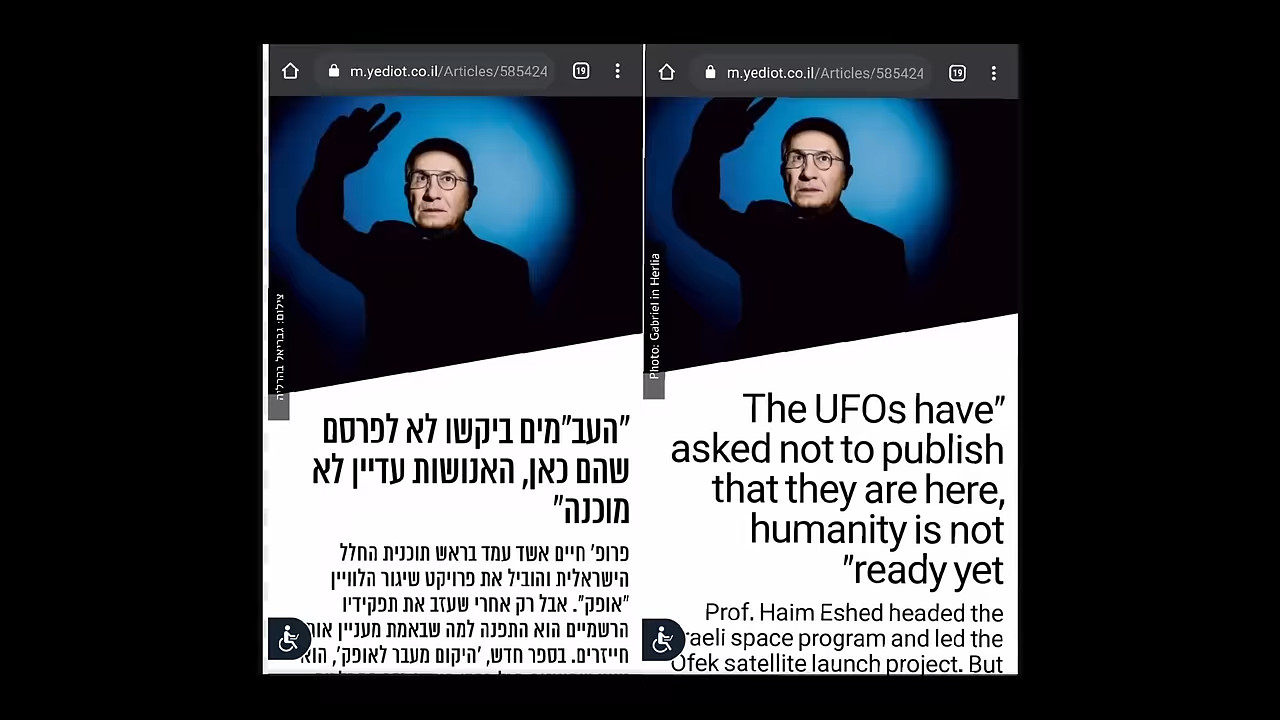 m.yediot.co.il/Articles/585424
19
צילום: גבריאל בהרליה
"העב"מים ביקשו לא לפרסם
שהם כאן, האנושות עדיין לא
מוכנה"
פרופ' חיים אשד עמד בראש תוכנית החלל
הישראלית והוביל את פרויקט שיגור הלוויין
"אופק". אבל רק אחרי שעזב את תפקידיו
הרשמיים הוא התפנה למה שבאמת מעניין
חייזרים. בספר חדש, 'היקום מעבר לאופק', הוא
m.yediot.co.il/Articles/585424
19
Photo: Gabriel in Herlia
The UFOs have"
asked not to publish
that they are here,
humanity is not
"ready yet
Prof. Haim Eshed headed the
raeli space program and led the
Ofek satellite launch project. But